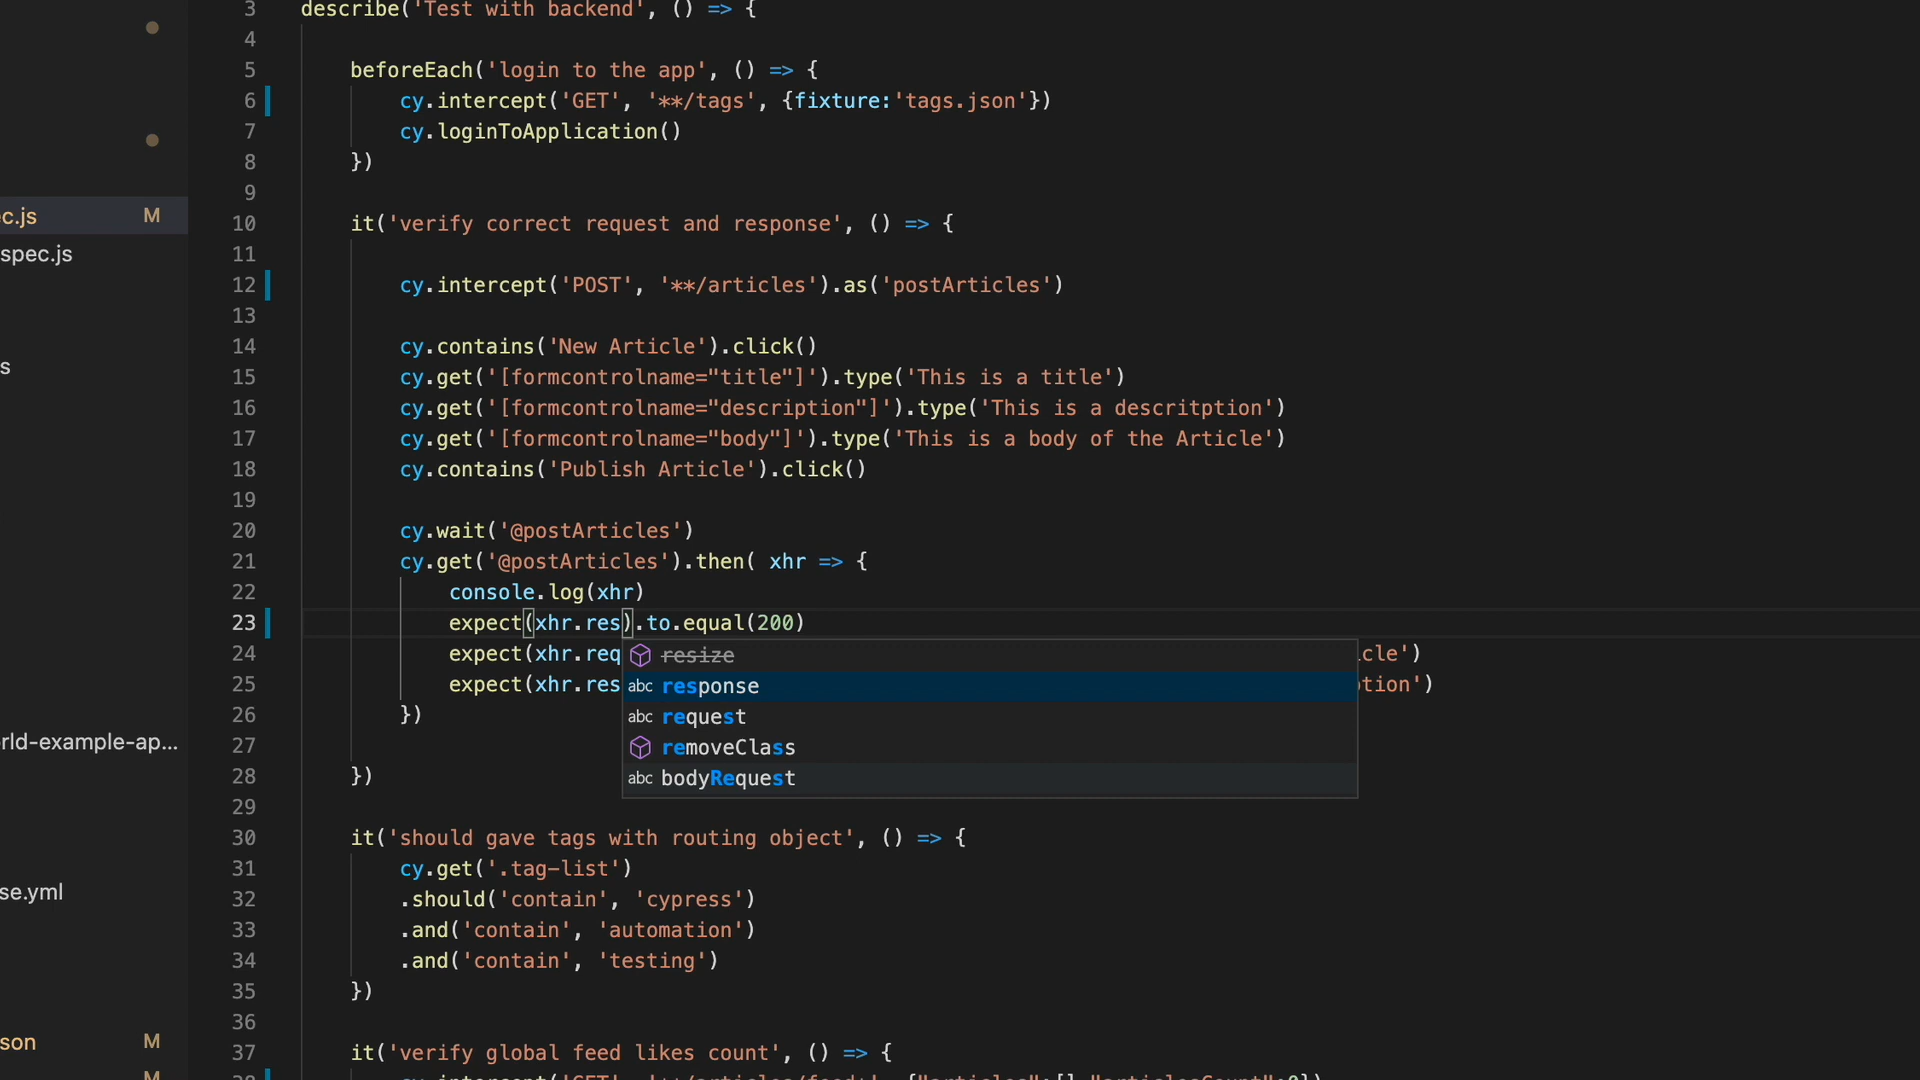 3 describe('Test with backend', () => {
4
5 beforeEach('login to the app', () => {
6 cy.intercept('GET', '**/tags', {fixture:'tags.json'})
7 cy.loginToApplication()
8 })
9
c.js M
10 it('verify correct request and response', () => {
spec.js
11
12 cy.intercept('POST', '**/articles').as('postArticles')
13
14 cy.contains('New Article').click()
s
15 cy.get('[formcontrolname="title"]').type('This is a title')
16 cy.get('[formcontrolname="description"]').type('This is a descritption')
17 cy.get('[formcontrolname="body"]').type('This is a body of the Article')
18 cy.contains('Publish Article').click()
19
20 cy.wait('@postArticles')
21 cy.get('@postArticles').then( xhr => {
22 console.log(xhr)
23 expect(xhr.res).to.equal(200)
24 expect(xhr.req cle')
resize
25 expect(xhr.res tion')
abc response
26 })
abc request
rld-example-ap...
27
removeClass
28 })
abc bodyRequest
29
30 it('should gave tags with routing object', () => {
31 cy.get('.tag-list')
se.yml
32 .should('contain', 'cypress')
33 .and('contain', 'automation')
34 .and('contain', 'testing')
35 })
36
son M
37 it('verify global feed likes count', () => {